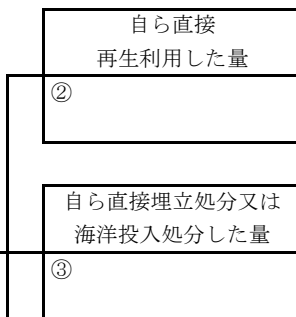 自ら直接
再生利用した量
②
自ら直接埋立処分又は
海洋投入処分した量
③